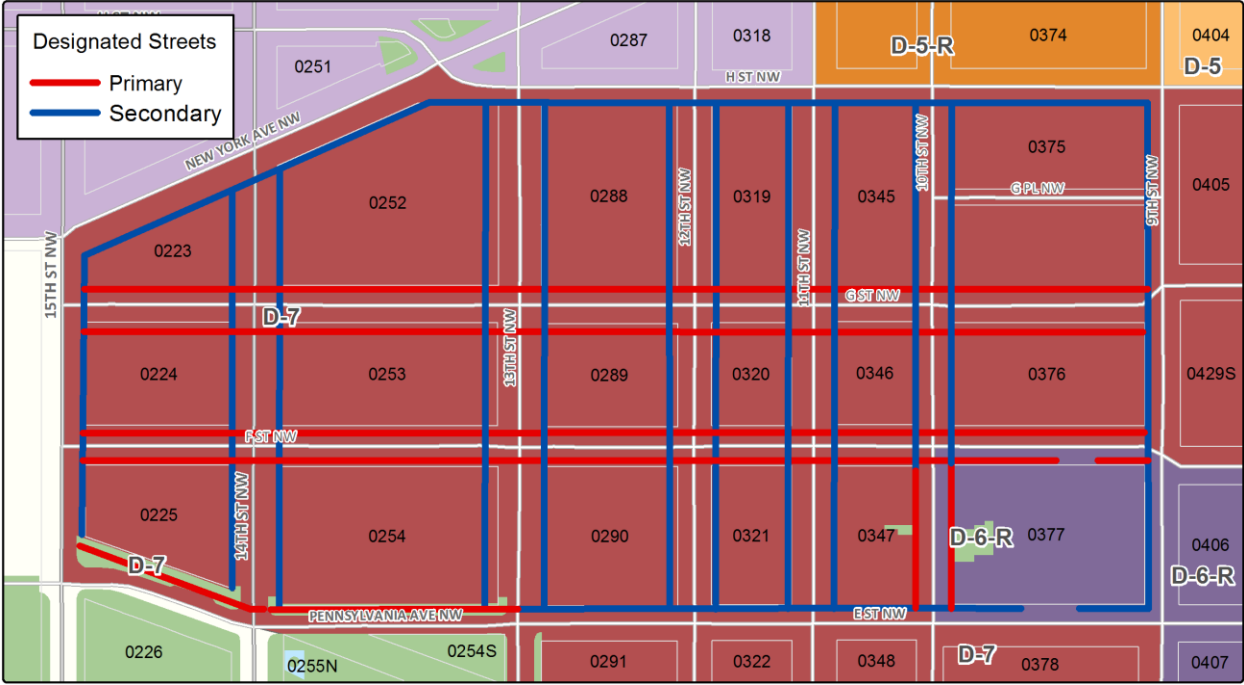 H ST NW
Designated Streets
Primary
Secondary
0251
0287
0318
D-5-R
0374
0404
D-5
H ST NW
NEW YORK AVE NW
0252
0288
12TH ST NW
0319
0345
10TH ST NW
0375
G PL NW
9TH ST NW
0405
0223
15TH ST NW
D-7
11TH ST NW
G ST NW
13TH ST NW
0224
0253
0289
0320
0346
0376
0429S
F ST NW
0225
14TH ST NW
0254
0290
0321
0347
D-6-R
0377
0406
D-6-R
D-7
PENNSYLVANIA AVE NW
E ST NW
0226
0255N
0254S
0291
0322
0348
D-7
0378
0407